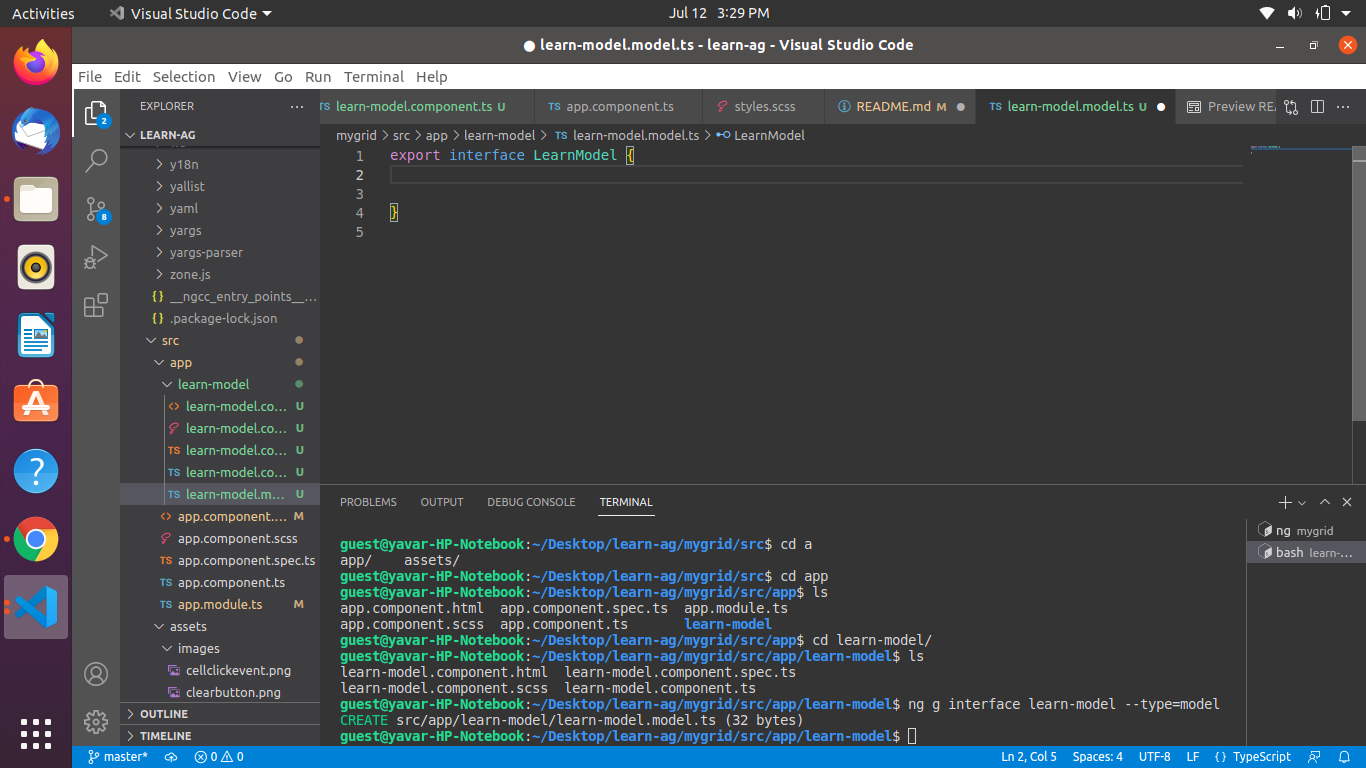 Activities Visual Studio Code Jul 12 3:29 PM
learn-model.model.ts - learn-ag - Visual Studio Code
File Edit Selection View Go Run Terminal Help
EXPLORER
learn-model.component.ts U app.component.ts styles.scss README.md M learn-model.model.ts U Preview RE
2
LEARN-AG
mygrid > src > app > learn-model > TS learn-model.model.ts > LearnModel
y18n
yallist
yaml
8
yargs
yargs-parser
zone.js
__ngcc_entry_points__...
.package-lock.json
src
app
learn-model
learn-model.co... U
learn-model.co... U
TS learn-model.co... U
TS learn-model.co... U
TS learn-model.m... U
app.component.... M
app.component.scss
TS app.component.spec.ts
TS app.component.ts
TS app.module.ts M
assets
images
cellclickevent.png
clearbutton.png
OUTLINE
TIMELINE
1 export interface LearnModel {
2
3
4 }
5
PROBLEMS OUTPUT DEBUG CONSOLE TERMINAL
guest@yavar-HP-Notebook:~/Desktop/learn-ag/mygrid/src$ cd a
app/ assets/
guest@yavar-HP-Notebook:~/Desktop/learn-ag/mygrid/src$ cd app
guest@yavar-HP-Notebook:~/Desktop/learn-ag/mygrid/src/app$ ls
app.component.html app.component.spec.ts app.module.ts
app.component.scss app.component.ts learn-model
guest@yavar-HP-Notebook:~/Desktop/learn-ag/mygrid/src/app$ cd learn-model/
guest@yavar-HP-Notebook:~/Desktop/learn-ag/mygrid/src/app/learn-model$ ls
learn-model.component.html learn-model.component.spec.ts
learn-model.component.scss learn-model.component.ts
guest@yavar-HP-Notebook:~/Desktop/learn-ag/mygrid/src/app/learn-model$ ng g interface learn-model --type=model
CREATE src/app/learn-model/learn-model.model.ts (32 bytes)
guest@yavar-HP-Notebook:~/Desktop/learn-ag/mygrid/src/app/learn-model$
ng mygrid
bash learn-...
master* 0 0 Ln 2, Col 5 Spaces: 4 UTF-8 LF {} TypeScript